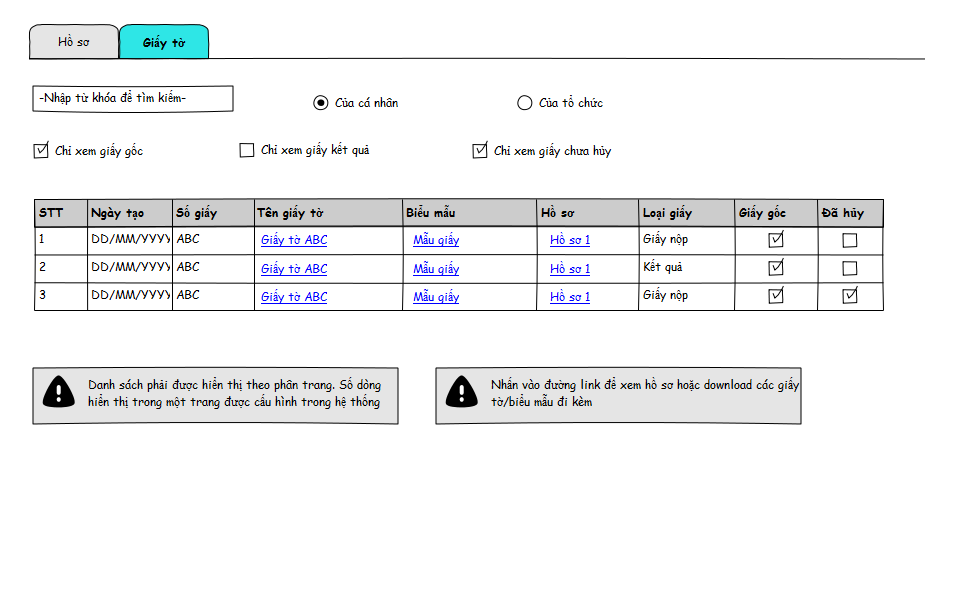 Hồ sơ
Giấy tờ
-Nhập từ khóa để tìm kiếm-
Của cá nhân
Của tổ chức
Chỉ xem giấy gốc
Chỉ xem giấy kết quả
Chỉ xem giấy chưa hủy
STT Ngày tạo Số giấy Tên giấy tờ Biểu mẫu Hồ sơ Loại giấy Giấy gốc Đã hủy
1 DD/MM/YYYY ABC Giấy tờ ABC Mẫu giấy Hồ sơ 1 Giấy nộp
2 DD/MM/YYYY ABC Giấy tờ ABC Mẫu giấy Hồ sơ 1 Kết quả
3 DD/MM/YYYY ABC Giấy tờ ABC Mẫu giấy Hồ sơ 1 Giấy nộp
Danh sách phải được hiển thị theo phân trang. Số dòng
hiển thị trong một trang được cấu hình trong hệ thống
Nhấn vào đường link để xem hồ sơ hoặc download các giấy
tờ/biểu mẫu đi kèm